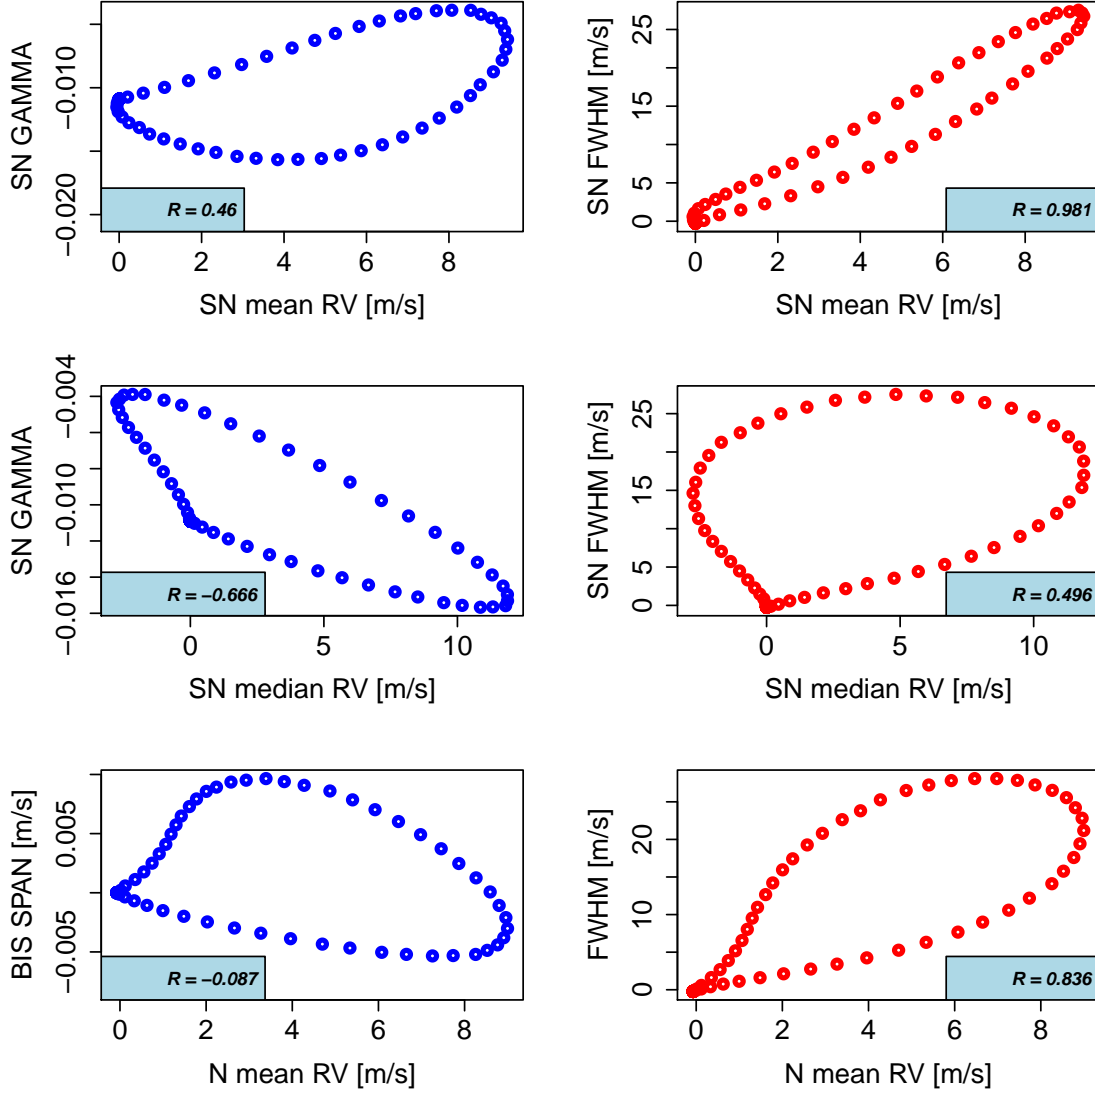 SN GAMMA
−0.010
−0.020
R = 0.46
0 2 4 6 8
SN mean RV [m/s]
SN FWHM [m/s]
25
15
5
0
R = 0.981
0 2 4 6 8
SN mean RV [m/s]
SN GAMMA
−0.004
−0.010
−0.010
−0.016
−0.016
R = −0.666
0 5 10
SN median RV [m/s]
SN FWHM [m/s]
25
15
5
0
R = 0.496
0 5 10
SN median RV [m/s]
BIS SPAN [m/s]
0.005
−0.005
R = −0.087
0 2 4 6 8
N mean RV [m/s]
FWHM [m/s]
20
10
0
R = 0.836
0 2 4 6 8
N mean RV [m/s]